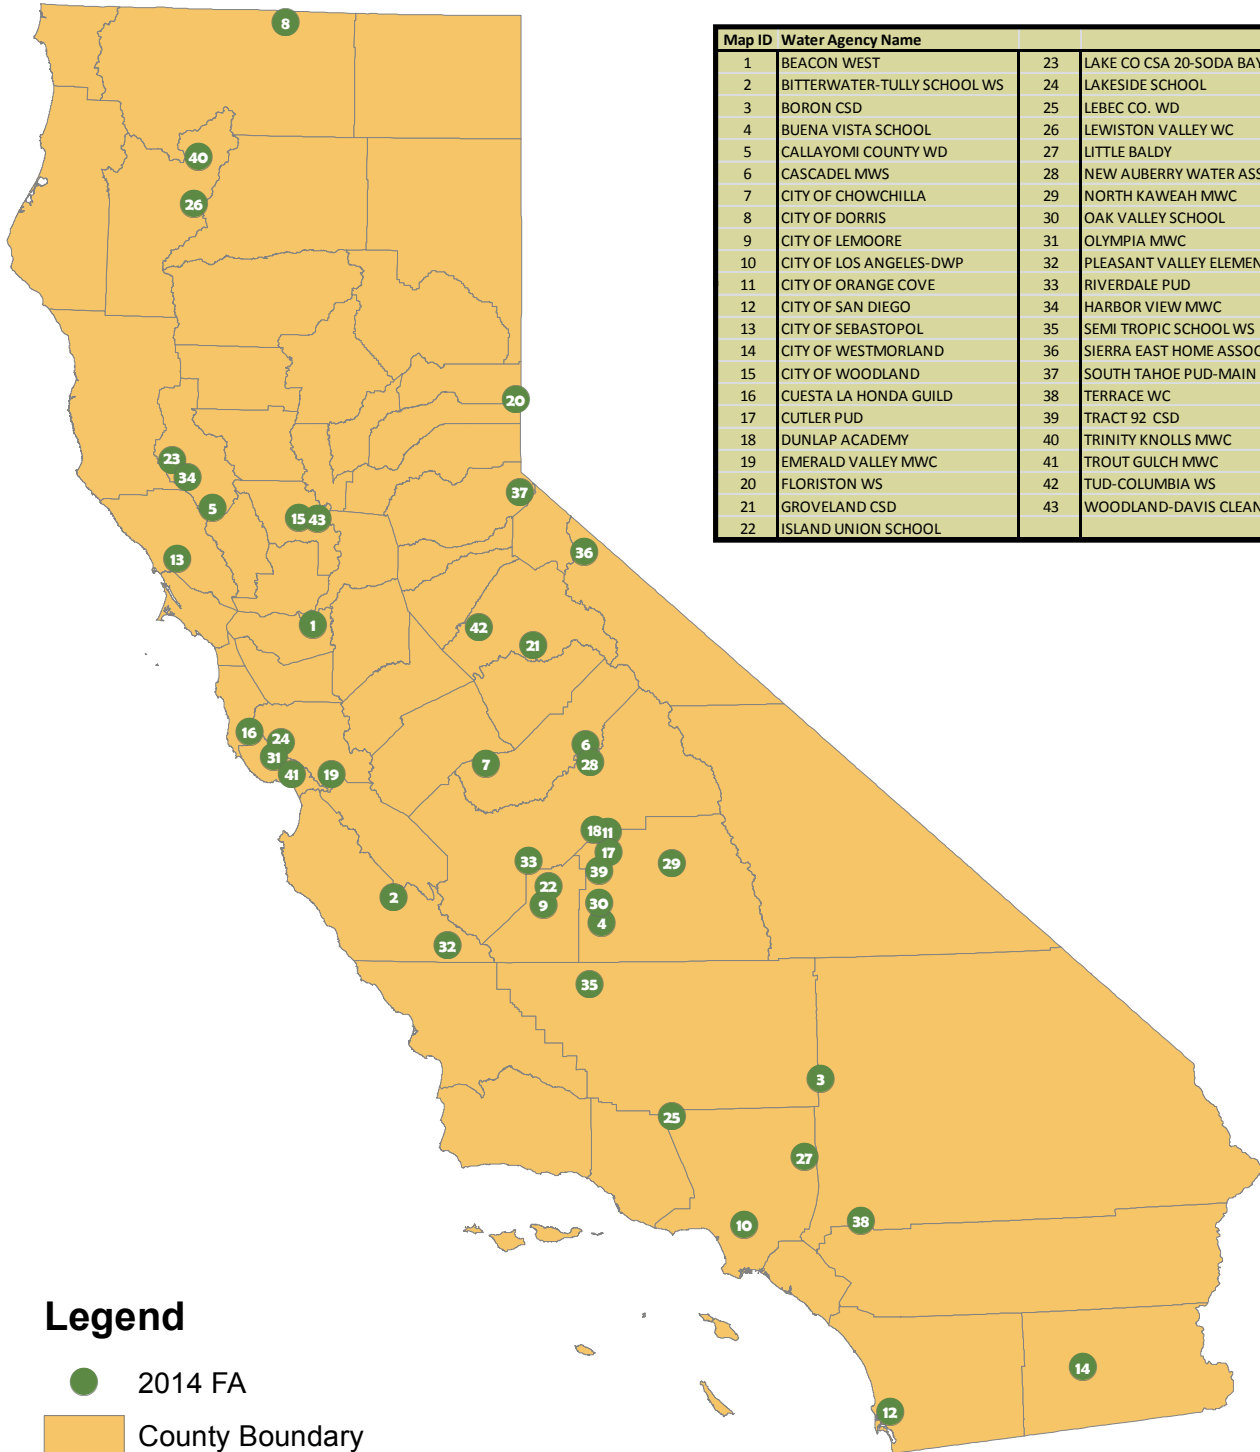 Map ID Water Agency Name
1 BEACON WEST 23 LAKE CO CSA 20-SODA BAY
2 BITTERWATER-TULLY SCHOOL WS 24 LAKESIDE SCHOOL
3 BORON CSD 25 LEBEC CO. WD
4 BUENA VISTA SCHOOL 26 LEWISTON VALLEY WC
5 CALLAYOMI COUNTY WD 27 LITTLE BALDY
6 CASCADEL MWS 28 NEW AUBERRY WATER ASS
7 CITY OF CHOWCHILLA 29 NORTH KAWEAH MWC
8 CITY OF DORRIS 30 OAK VALLEY SCHOOL
9 CITY OF LEMOORE 31 OLYMPIA MWC
10 CITY OF LOS ANGELES-DWP 32 PLEASANT VALLEY ELEMEN
11 CITY OF ORANGE COVE 33 RIVERDALE PUD
12 CITY OF SAN DIEGO 34 HARBOR VIEW MWC
13 CITY OF SEBASTOPOL 35 SEMI TROPIC SCHOOL WS
14 CITY OF WESTMORLAND 36 SIERRA EAST HOME ASSOC
15 CITY OF WOODLAND 37 SOUTH TAHOE PUD-MAIN
16 CUESTA LA HONDA GUILD 38 TERRACE WC
17 CUTLER PUD 39 TRACT 92 CSD
18 DUNLAP ACADEMY 40 TRINITY KNOLLS MWC
19 EMERALD VALLEY MWC 41 TROUT GULCH MWC
20 FLORISTON WS 42 TUD-COLUMBIA WS
21 GROVELAND CSD 43 WOODLAND-DAVIS CLEAN
22 ISLAND UNION SCHOOL
8
40
26
20
23
34
5
37
15 43
36
13
1
42
21
16
24
31
41
19
6
7
28
18 11
17
33
39
29
22
2
9
30
4
32
35
3
25
27
10
38
14
12
Legend
2014 FA
County Boundary